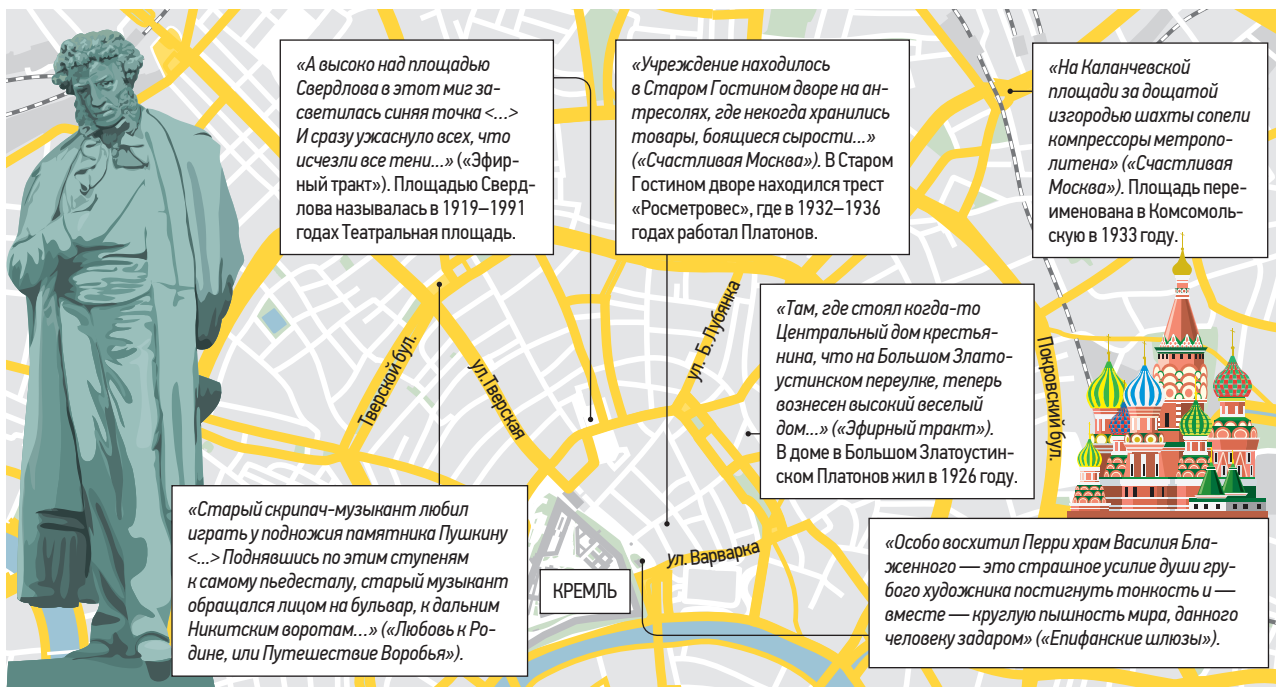 «А высоко над площадью
Свердлова в этот миг за-
светилась синяя точка <...>
И сразу ужаснуло всех, что
исчезли все тени...» («Эфир-
ный тракт»). Площадью Сверд-
лова называлась в 1919–1991
годах Театральная площадь.
«Учреждение находилось
в Старом Гостином дворе на ан-
тресолях, где некогда хранились
товары, боящиеся сырости...»
(«Счастливая Москва»). В Старом
Гостином дворе находился трест
«Росметровес», где в 1932–1936
годах работал Платонов.
«На Каланчевской
площади за дощатой
изгородью шахты сопели
компрессоры метропо-
литена» («Счастливая
Москва»). Площадь пере-
именована в Комсомоль-
скую в 1933 году.
«Там, где стоял когда-то
Центральный дом крестья-
нина, что на Большом Злато-
устинском переулке, теперь
вознесен высокий веселый
дом...» («Эфирный тракт»).
В доме в Большом Златоустин-
ском Платонов жил в 1926 году.
Тверской бул.
ул. Тверская
ул. Б. Лубянка
Покровский бул.
«Старый скрипач-музыкант любил
играть у подножия памятника Пушкину
<...> Поднявшись по этим ступеням
к самому пьедесталу, старый музыкант
обращался лицом на бульвар, к дальним
Никитским воротам...» («Любовь к Ро-
дине, или Путешествие Воробья»).
КРЕМЛЬ
ул. Варварка
«Особо восхитил Перри храм Василия Бла-
женного — это страшное усилие души гру-
бого художника постигнуть тонкость и —
вместе — круглую пышность мира, данного
человеку задаром» («Епифанские шлюзы»).